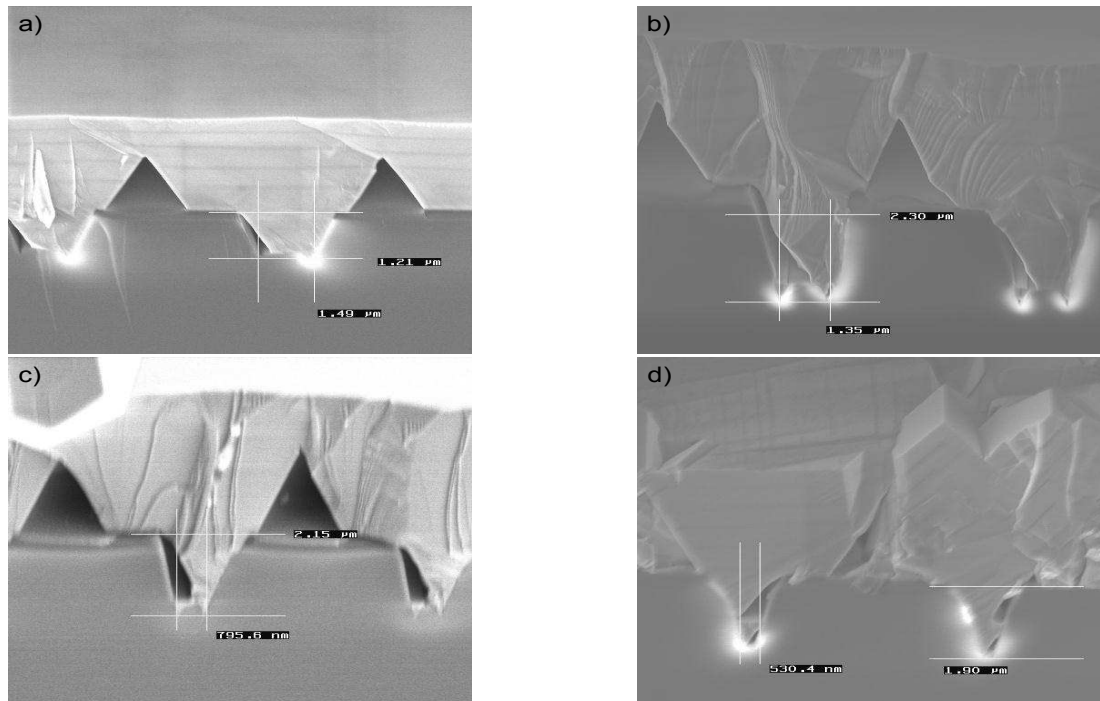 a)
1.21 µm
1.49 µm
b)
2.30 µm
1.35 µm
c)
2.15 µm
795.6 nm
d)
530.4 nm
1.90 µm